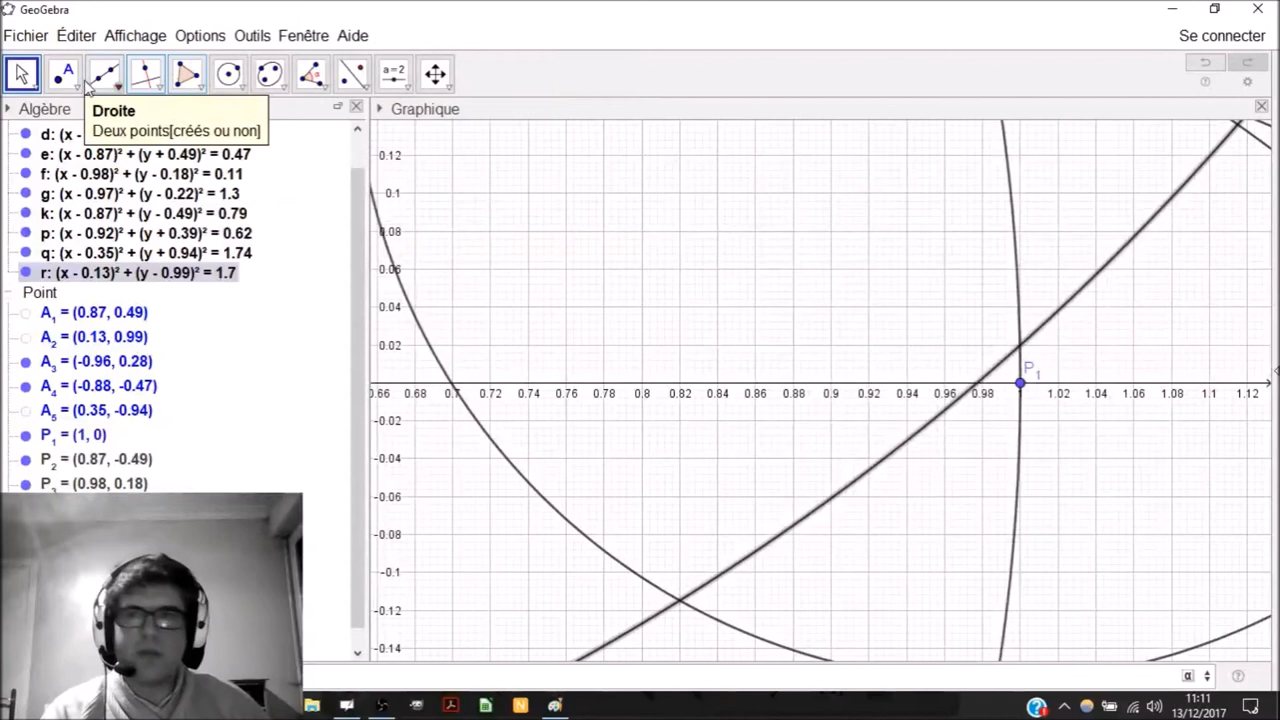 GeoGebra
Fichier Éditer Affichage Options Outils Fenêtre Aide
Se connecter
A
a = 2
Algèbre
Graphique
Droite
Deux points[créés ou non]
d: (x -
e: (x - 0.87)² + (y + 0.49)² = 0.47
f: (x - 0.98)² + (y - 0.18)² = 0.11
g: (x - 0.97)² + (y - 0.22)² = 1.3
k: (x - 0.87)² + (y - 0.49)² = 0.79
p: (x - 0.92)² + (y + 0.39)² = 0.62
q: (x - 0.35)² + (y + 0.94)² = 1.74
r: (x - 0.13)² + (y - 0.99)² = 1.7
Point
A₁ = (0.87, 0.49)
A₂ = (0.13, 0.99)
A₃ = (-0.96, 0.28)
A₄ = (-0.88, -0.47)
A₅ = (0.35, -0.94)
P₁ = (1, 0)
P₂ = (0.87, -0.49)
P₃ = (0.98, 0.18)
0.12
0.1
0.08
0.06
0.04
0.02
P₁
0.66 0.68 0.7 0.72 0.74 0.76 0.78 0.8 0.82 0.84 0.86 0.88 0.9 0.92 0.94 0.96 0.98 1.02 1.04 1.06 1.08 1.1 1.12
-0.02
-0.04
-0.06
-0.08
-0.1
-0.12
-0.14
α
11:11
13/12/2017